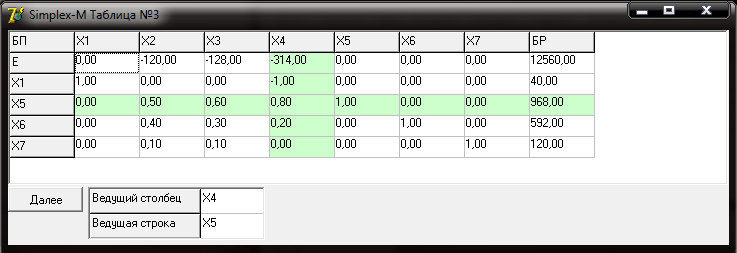 Simplex-M Таблица №3
БП X1 X2 X3 X4 X5 X6 X7 БР
E 0,00 -120,00 -128,00 -314,00 0,00 0,00 0,00 12560,00
X1 1,00 0,00 0,00 -1,00 0,00 0,00 0,00 40,00
X5 0,00 0,50 0,60 0,80 1,00 0,00 0,00 968,00
X6 0,00 0,40 0,30 0,20 0,00 1,00 0,00 592,00
X7 0,00 0,10 0,10 0,00 0,00 0,00 1,00 120,00
Далее
Ведущий столбец X4
Ведущая строка X5